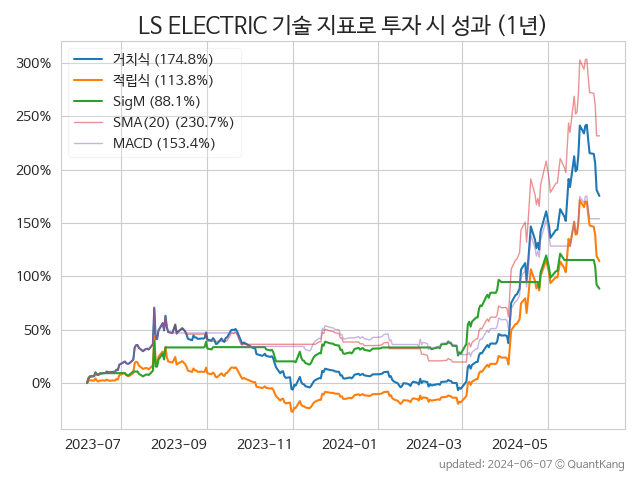 LS ELECTRIC 기술 지표로 투자 시 성과 (1년)
거치식 (174.8%)
적립식 (113.8%)
SigM (88.1%)
SMA(20) (230.7%)
MACD (153.4%)
300%
250%
200%
150%
100%
50%
0%
2023-07 2023-09 2023-11 2024-01 2024-03 2024-05
updated: 2024-06-07 © QuantKang